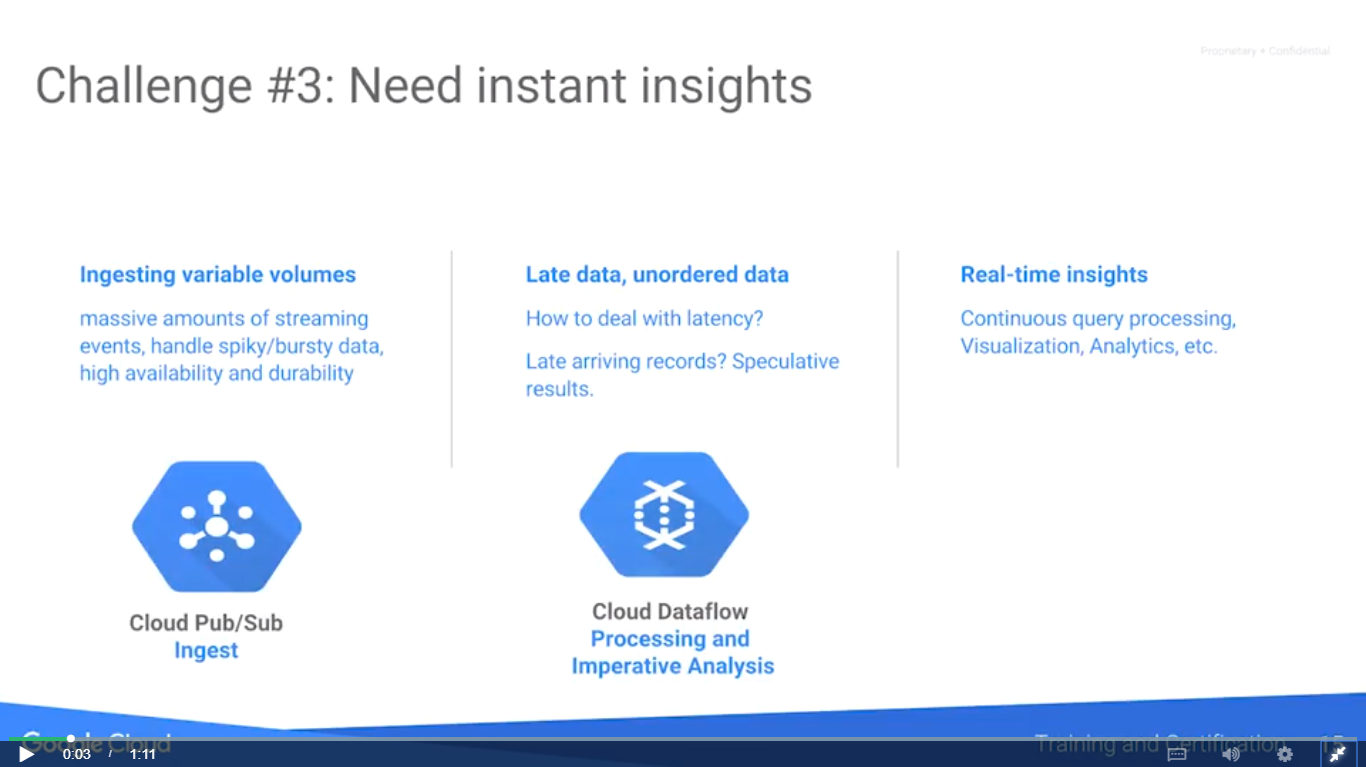 Proprietary + Confidential
Challenge #3: Need instant insights
Ingesting variable volumes
massive amounts of streaming
events, handle spiky/bursty data,
high availability and durability
Cloud Pub/Sub
Ingest
Late data, unordered data
How to deal with latency?
Late arriving records? Speculative
results.
Cloud Dataflow
Processing and
Imperative Analysis
Real-time insights
Continuous query processing,
Visualization, Analytics, etc.
Google Cloud
Training and Certification
0:03 / 1:11